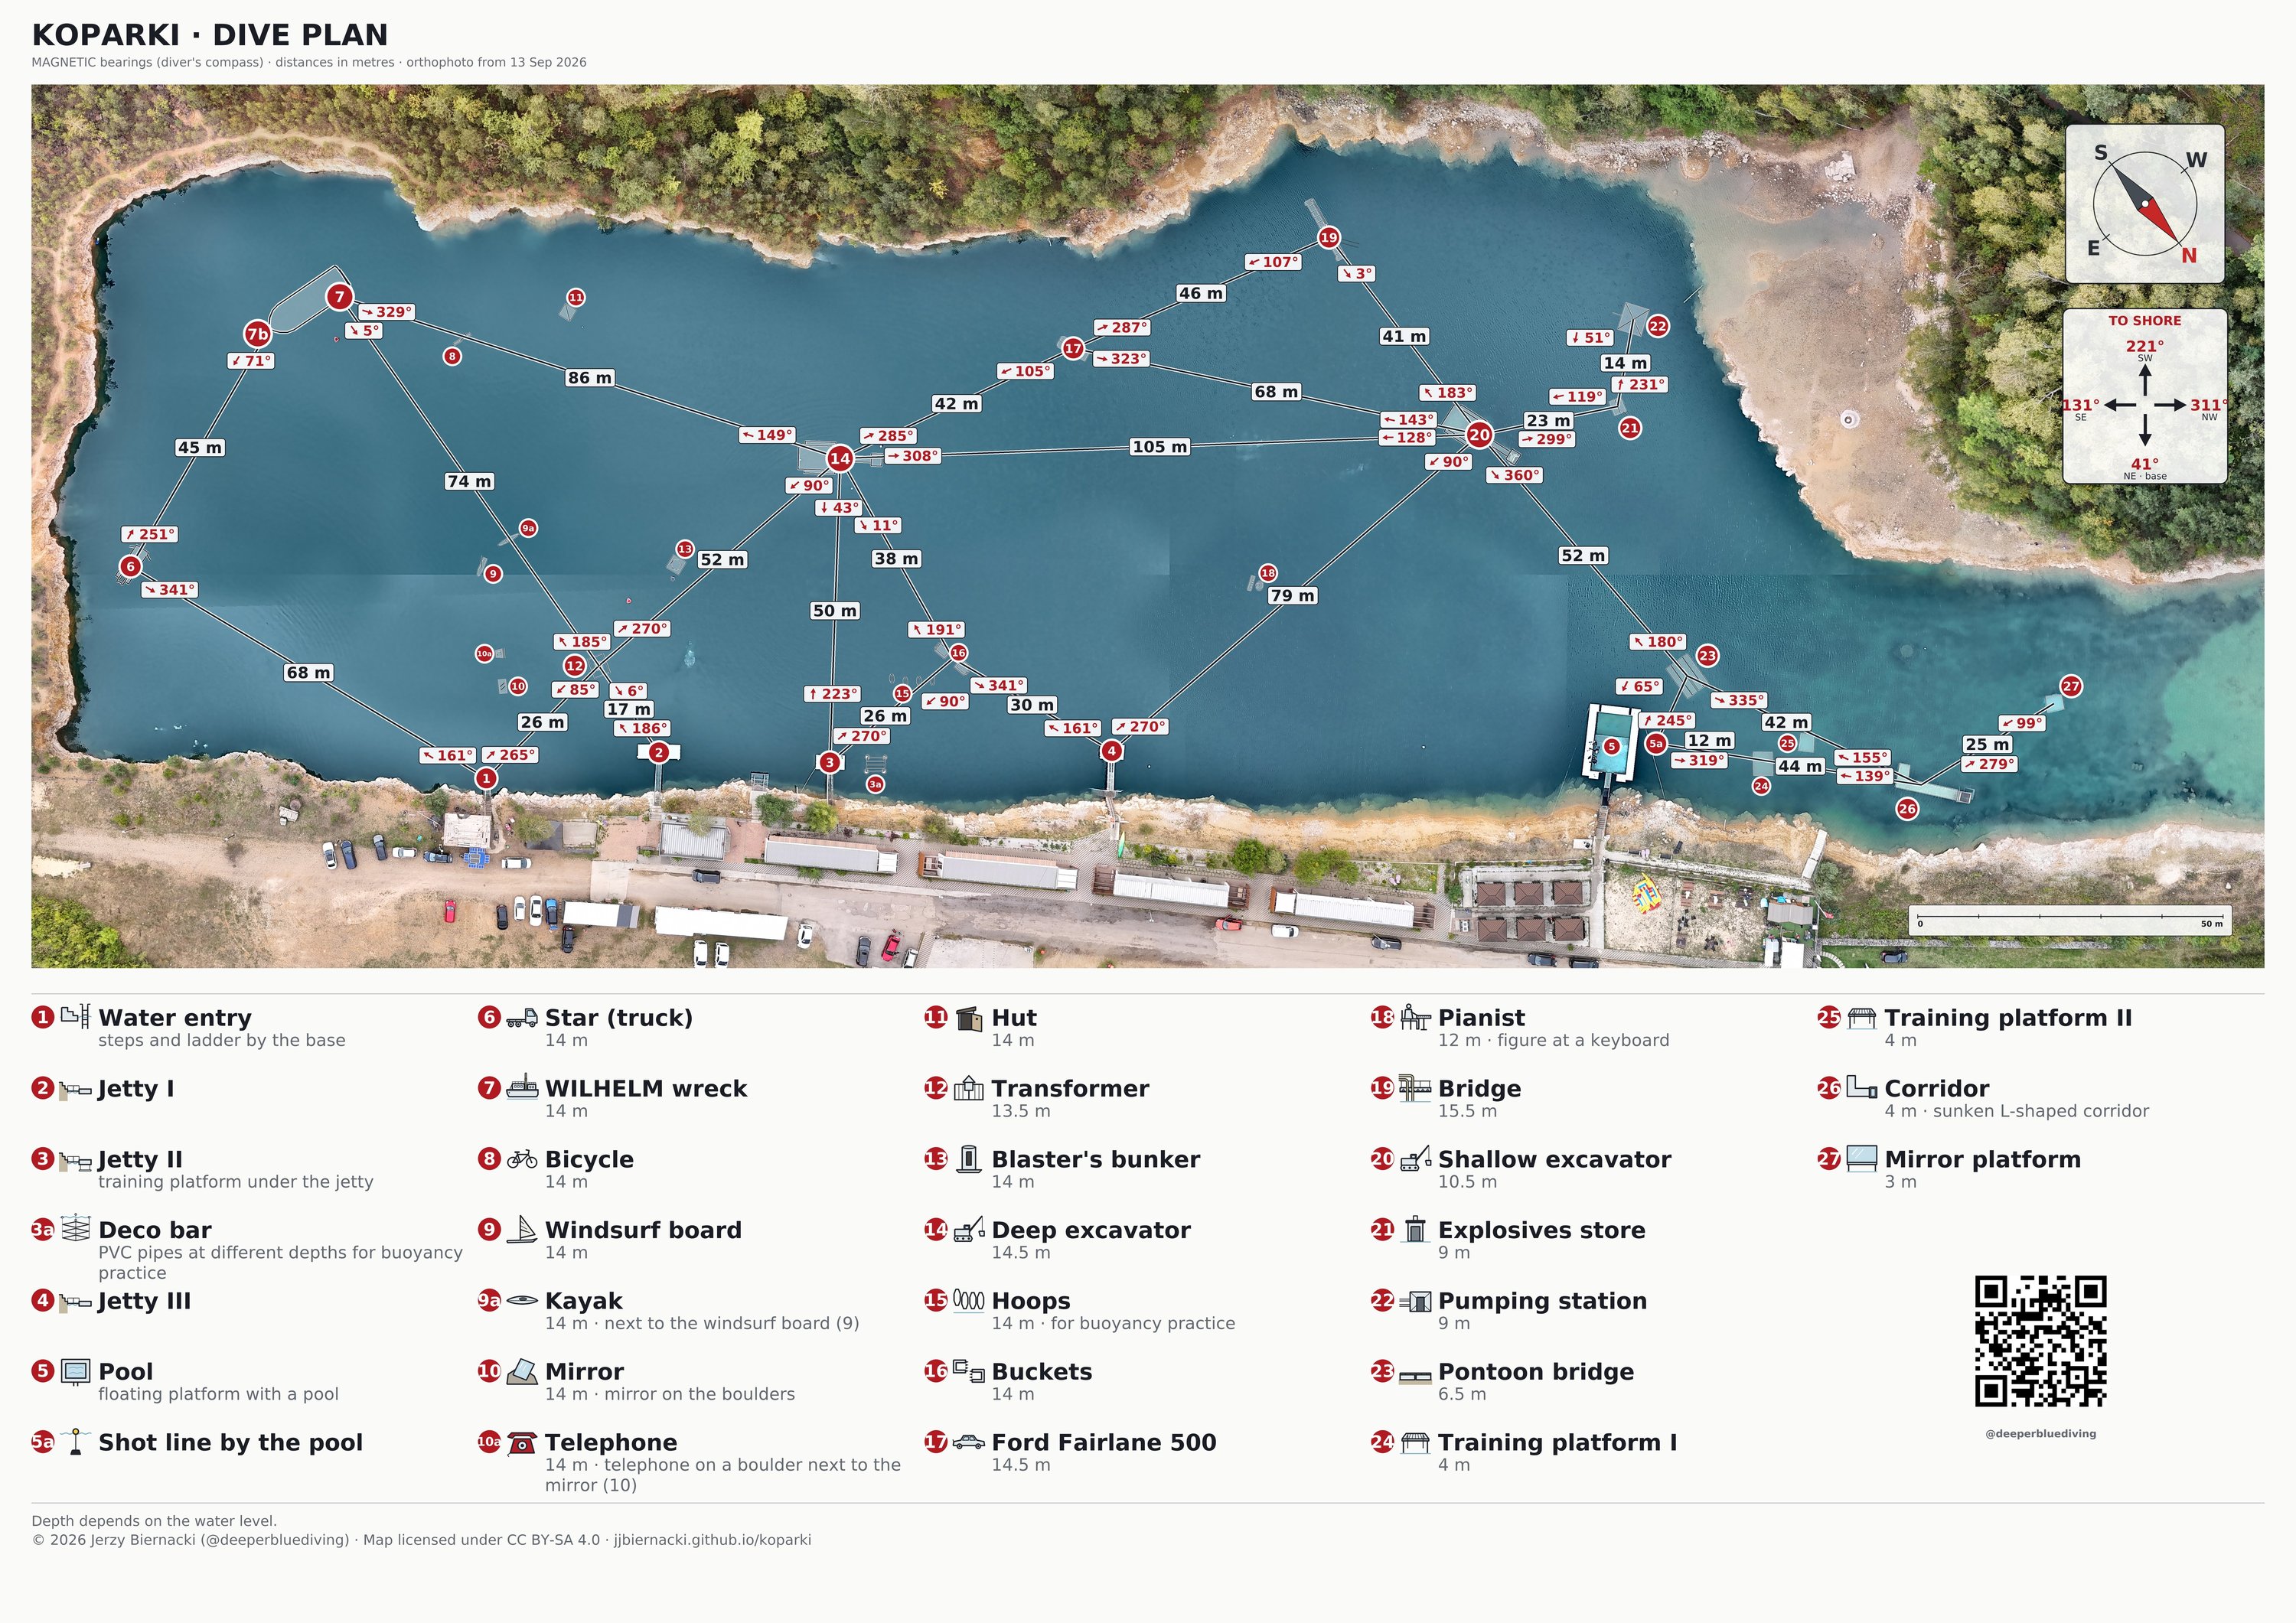 KOPARKI · DIVE PLAN
MAGNETIC bearings (diver's compass) · distances in metres · orthophoto from 13 Sep 2026
S
W
E
N
TO SHORE
221°
SW
131°
SE
311°
NW
41°
NE · base
19
107°
3°
46 m
7
11
329°
5°
7b
22
287°
41 m
51°
17
8
323°
71°
14 m
105°
86 m
231°
68 m
183°
119°
42 m
143°
23 m
21
149°
285°
128°
20
299°
45 m
105 m
14
308°
90°
360°
74 m
90°
43°
11°
9a
251°
13
52 m
38 m
52 m
6
9
18
341°
79 m
50 m
270°
191°
185°
180°
10a
16
23
12
68 m
10
85°
6°
223°
15
90°
341°
65°
335°
27
17 m
30 m
26 m
26 m
245°
42 m
99°
186°
270°
161°
270°
5a
12 m
25
25 m
161°
265°
2
3
4
5
319°
155°
279°
44 m
139°
1
3a
24
26
0
50 m
1
Water entry
steps and ladder by the base
2
Jetty I
3
Jetty II
training platform under the jetty
3a
Deco bar
PVC pipes at different depths for buoyancy
practice
4
Jetty III
5
Pool
floating platform with a pool
5a
Shot line by the pool
6
Star (truck)
14 m
7
WILHELM wreck
14 m
8
Bicycle
14 m
9
Windsurf board
14 m
9a
Kayak
14 m · next to the windsurf board (9)
10
Mirror
14 m · mirror on the boulders
10a
Telephone
14 m · telephone on a boulder next to the
mirror (10)
11
Hut
14 m
12
Transformer
13.5 m
13
Blaster's bunker
14 m
14
Deep excavator
14.5 m
15
Hoops
14 m · for buoyancy practice
16
Buckets
14 m
17
Ford Fairlane 500
14.5 m
18
Pianist
12 m · figure at a keyboard
19
Bridge
15.5 m
20
Shallow excavator
10.5 m
21
Explosives store
9 m
22
Pumping station
9 m
23
Pontoon bridge
6.5 m
24
Training platform I
4 m
25
Training platform II
4 m
26
Corridor
4 m · sunken L-shaped corridor
27
Mirror platform
3 m
@deeperbluediving
Depth depends on the water level.
© 2026 Jerzy Biernacki (@deeperbluediving) · Map licensed under CC BY-SA 4.0 · jjbiernacki.github.io/koparki